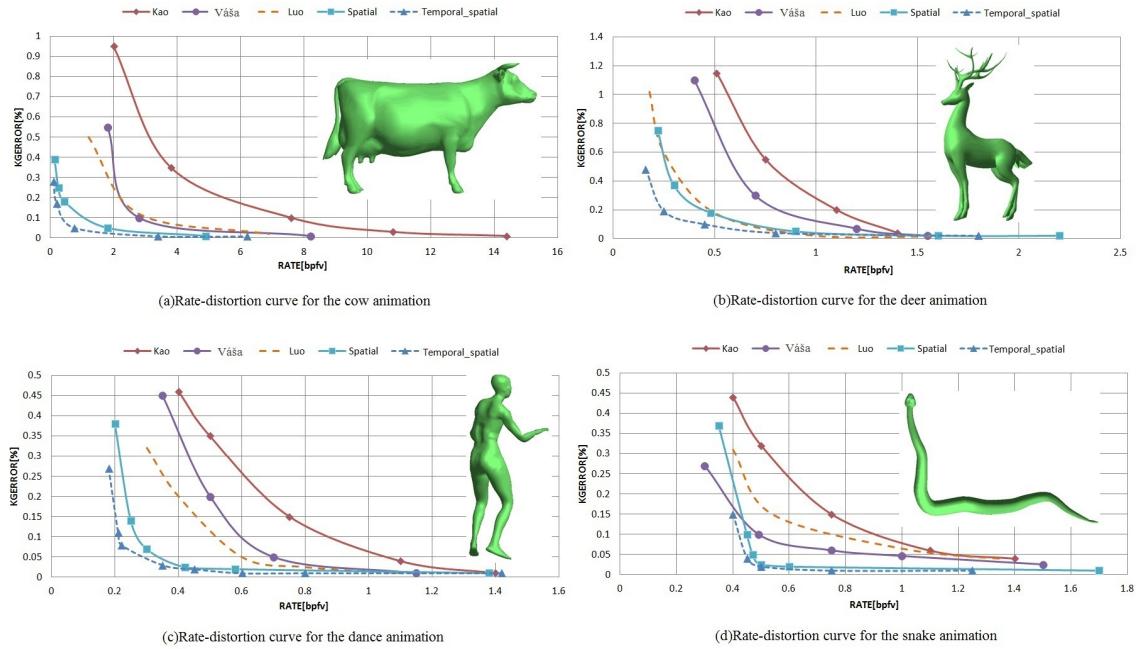 Kao Váša Luo Spatial Temporal_spatial
KGERROR[%]
1
0.9
0.8
0.7
0.6
0.5
0.4
0.3
0.2
0.1
0
0 2 4 6 8 10 12 14 16
RATE[bpfv]
(a)Rate-distortion curve for the cow animation
Kao Váša Luo Spatial Temporal_spatial
KGERROR[%]
1.4
1.2
1
0.8
0.6
0.4
0.2
0
0 0.5 1 1.5 2 2.5
RATE[bpfv]
(b)Rate-distortion curve for the deer animation
Kao Váša Luo Spatial Temporal_spatial
KGERROR[%]
0.5
0.45
0.4
0.35
0.3
0.25
0.2
0.15
0.1
0.05
0
0 0.2 0.4 0.6 0.8 1 1.2 1.4 1.6
RATE[bpfv]
(c)Rate-distortion curve for the dance animation
Kao Váša Luo Spatial Temporal_spatial
KGERROR[%]
0.5
0.45
0.4
0.35
0.3
0.25
0.2
0.15
0.1
0.05
0
0 0.2 0.4 0.6 0.8 1 1.2 1.4 1.6 1.8
RATE[bpfv]
(d)Rate-distortion curve for the snake animation